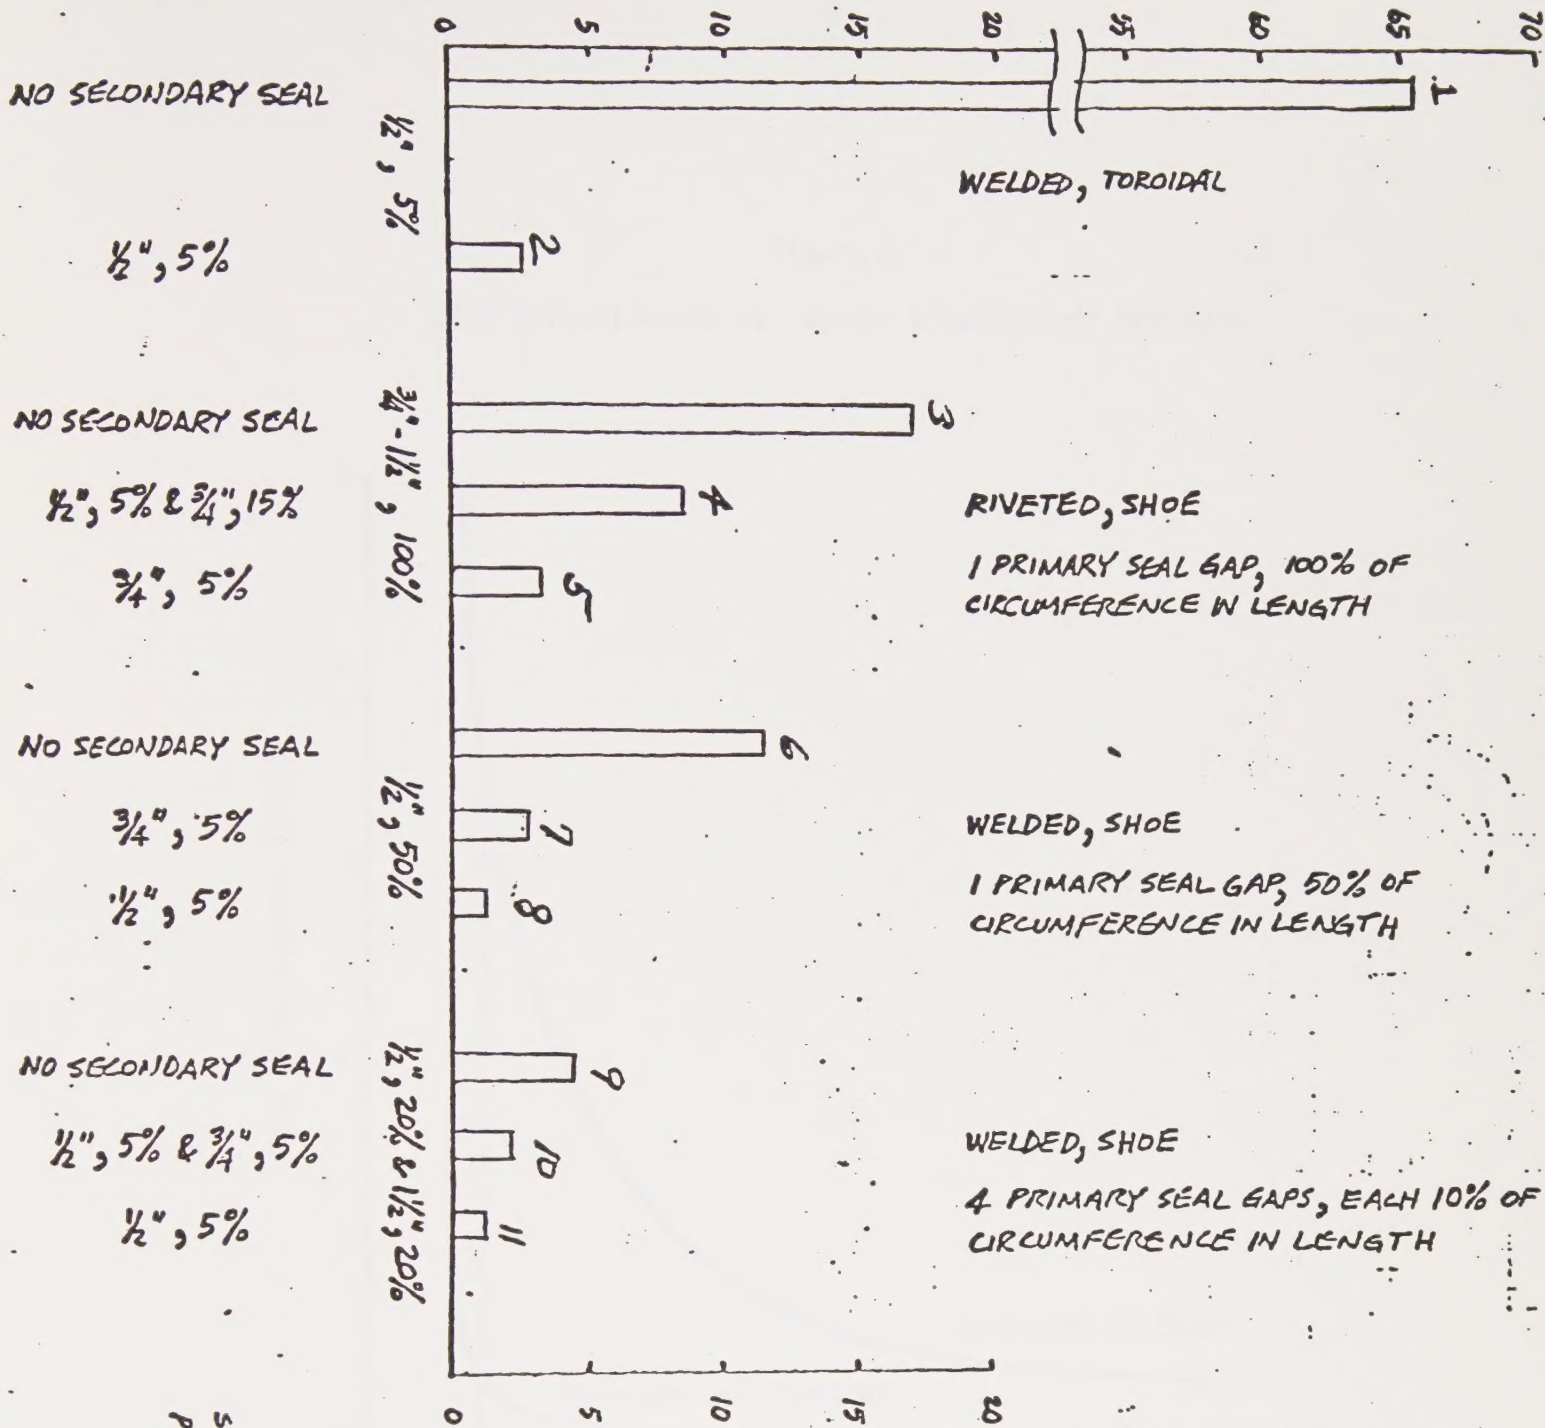 0 5 10 15 20 55 60 65 70
NO SECONDARY SEAL
1
½", 5%
WELDED, TOROIDAL
½", 5%
2
NO SECONDARY SEAL
¾"-1½", 100%
3
½", 5% & ¾", 15%
4
RIVETED, SHOE
¾", 5%
5
1 PRIMARY SEAL GAP, 100% OF
CIRCUMFERENCE IN LENGTH
NO SECONDARY SEAL
6
½", 50%
¾", 5%
7
WELDED, SHOE
½", 5%
8
1 PRIMARY SEAL GAP, 50% OF
CIRCUMFERENCE IN LENGTH
NO SECONDARY SEAL
½", 20% & 1½", 20%
9
½", 5% & ¾", 5%
10
WELDED, SHOE
½", 5%
11
4 PRIMARY SEAL GAPS, EACH 10% OF
CIRCUMFERENCE IN LENGTH
0 5 10 15 20
S
P